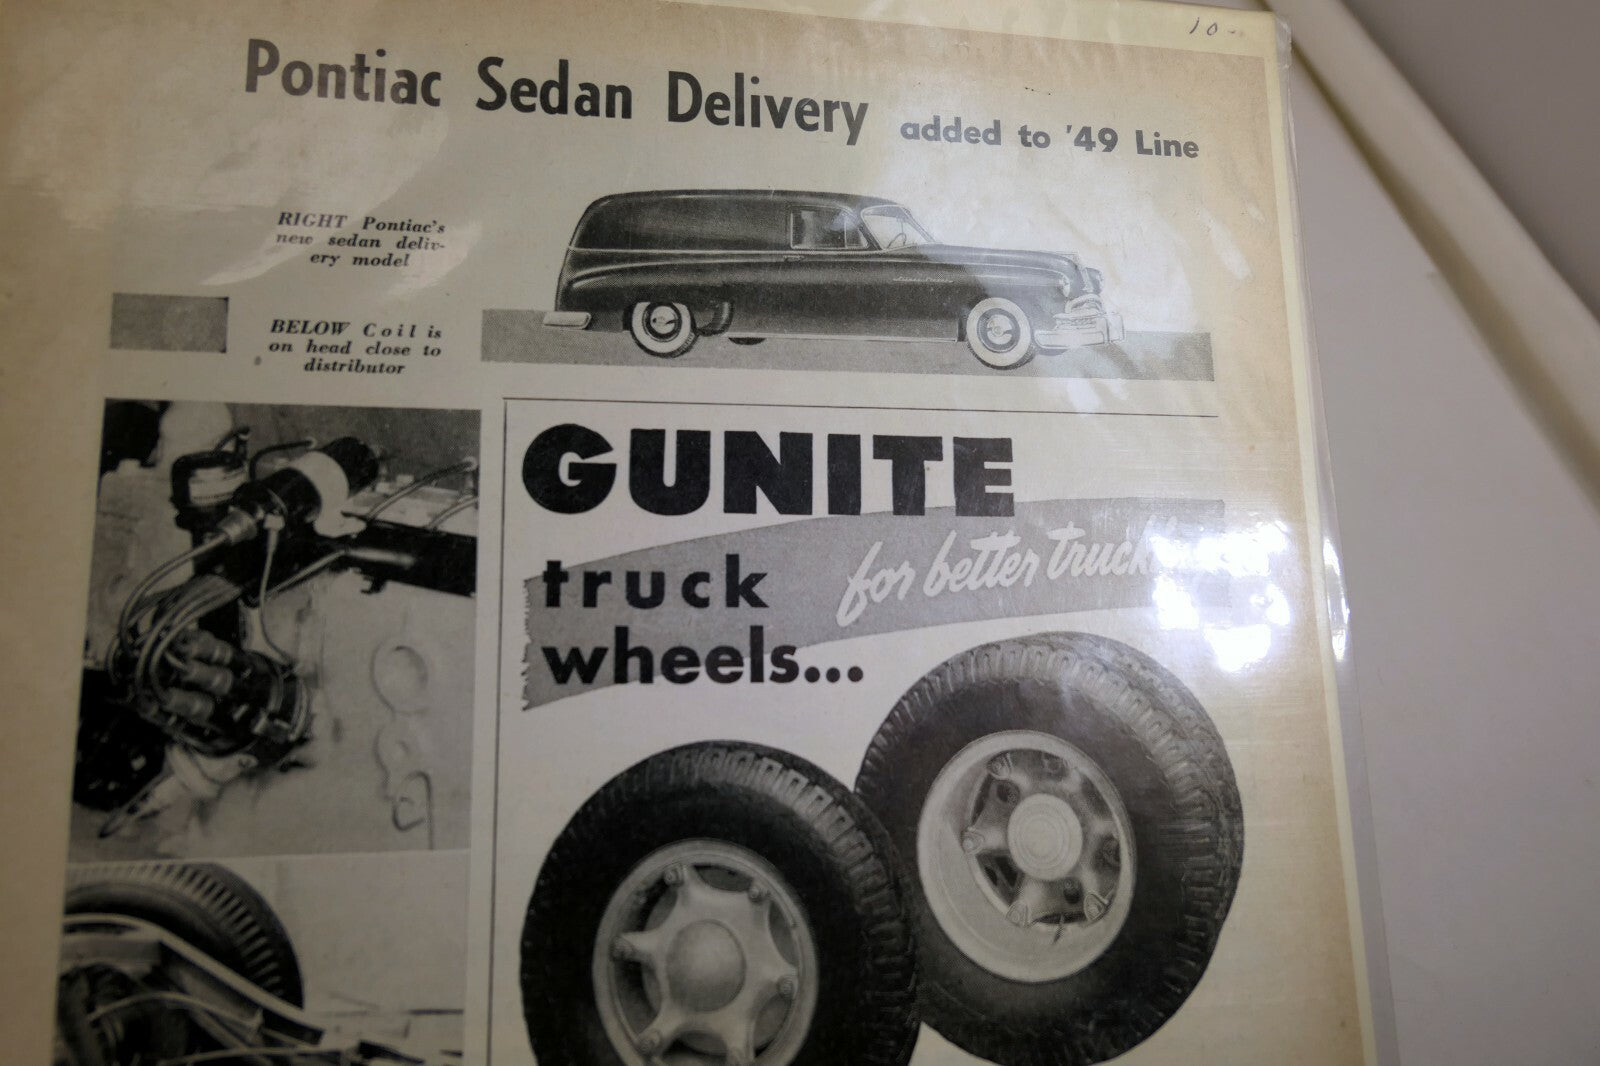 10-
Pontiac Sedan Delivery added to '49 Line
RIGHT Pontiac's
new sedan deliv-
ery model
BELOW Coil is
on head close to
distributor
GUNITE
for better truck
truck
wheels...